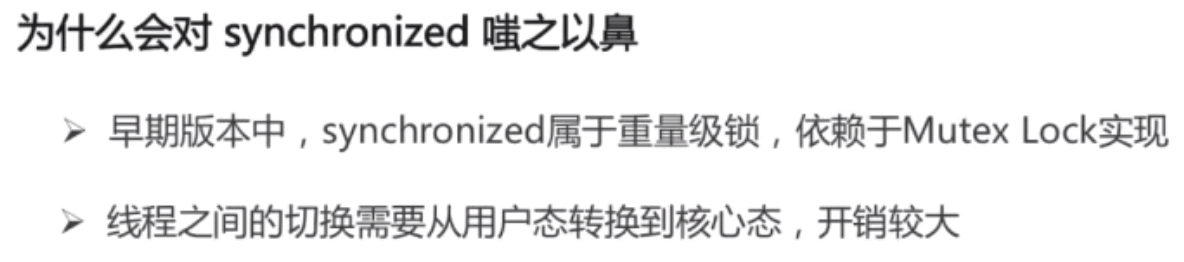 为什么会对 synchronized 嗤之以鼻
➢ 早期版本中，synchronized属于重量级锁，依赖于Mutex Lock实现
➢ 线程之间的切换需要从用户态转换到核心态，开销较大